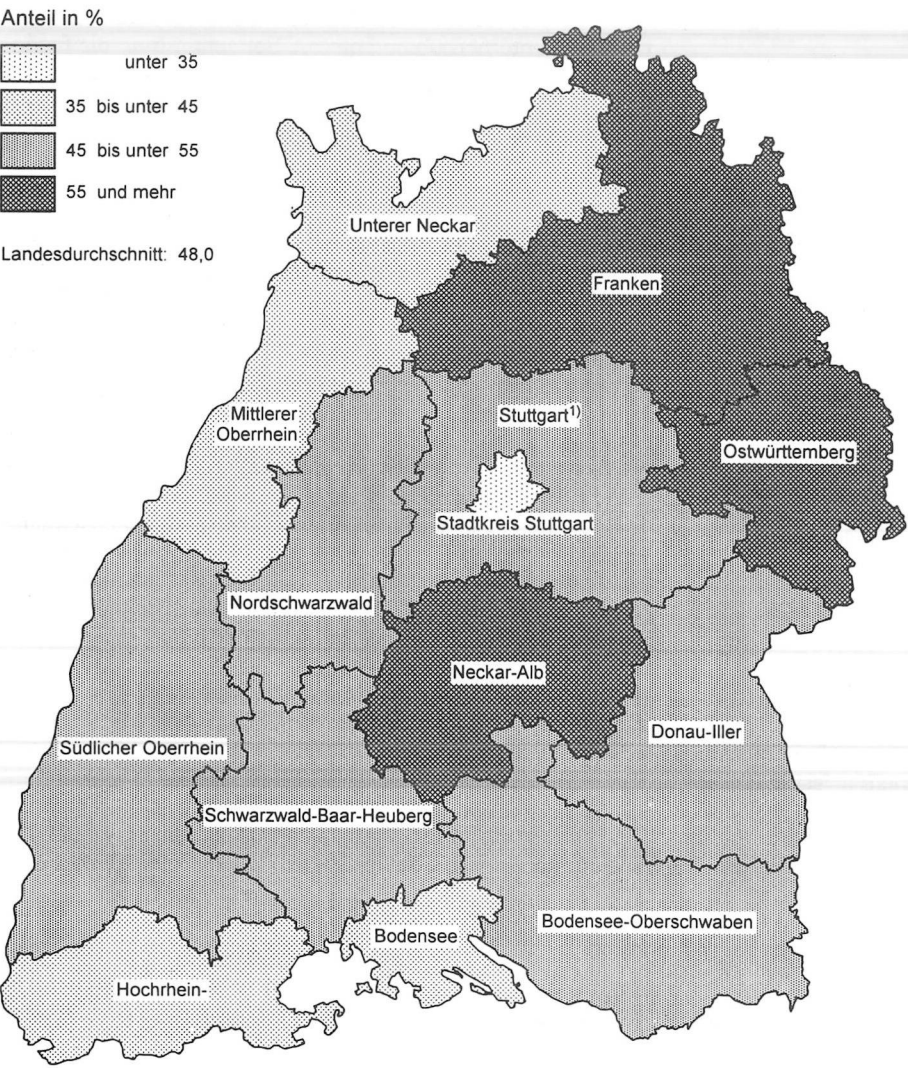 Anteil in %
unter 35
35 bis unter 45
45 bis unter 55
55 und mehr
Landesdurchschnitt: 48,0
Unterer Neckar
Franken
Mittlerer
Oberrhein
Stuttgart1)
Ostwürttemberg
Stadtkreis Stuttgart
Nordschwarzwald
Neckar-Alb
Donau-Iller
Südlicher Oberrhein
Schwarzwald-Baar-Heuberg
Bodensee-Oberschwaben
Bodensee
Hochrhein-